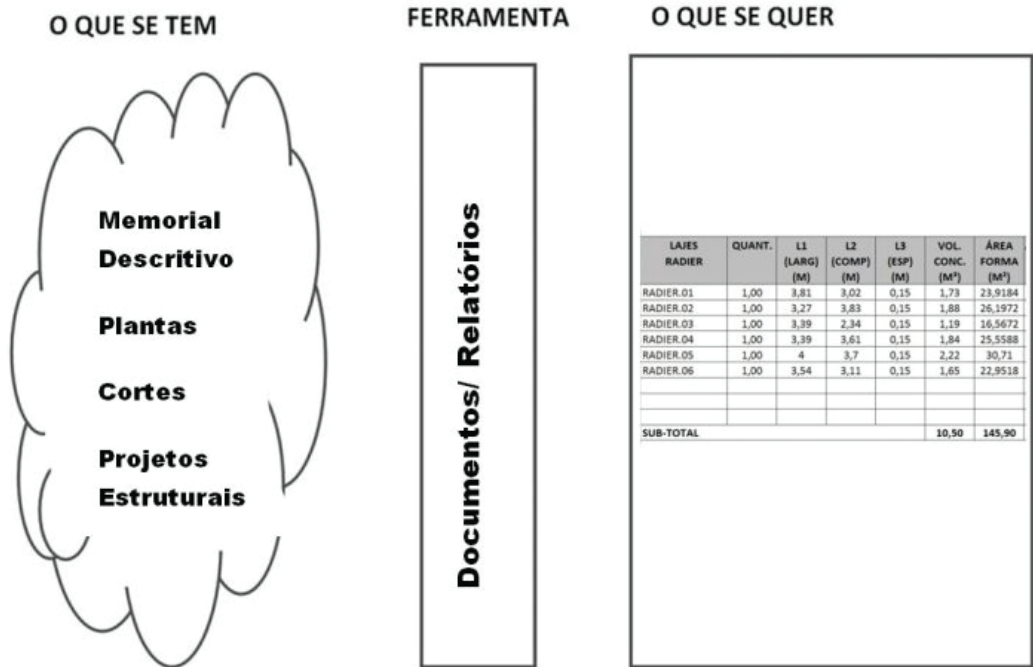 O QUE SE TEM
FERRAMENTA
O QUE SE QUER
Memorial
Descritivo
Plantas
Cortes
Projetos
Estruturais
Documentos/ Relatórios
LAJES RADIER QUANT. L1 (LARG) (M) L2 (COMP) (M) L3 (ESP) (M) VOL. CONC. (M³) ÁREA FORMA (M²)
RADIER.01 1,00 3,81 3,02 0,15 1,73 23,9184
RADIER.02 1,00 3,27 3,83 0,15 1,88 26,1972
RADIER.03 1,00 3,39 2,34 0,15 1,19 16,5672
RADIER.04 1,00 3,39 3,61 0,15 1,84 25,5588
RADIER.05 1,00 4 3,7 0,15 2,22 30,71
RADIER.06 1,00 3,54 3,11 0,15 1,65 22,9518
SUB-TOTAL 10,50 145,90